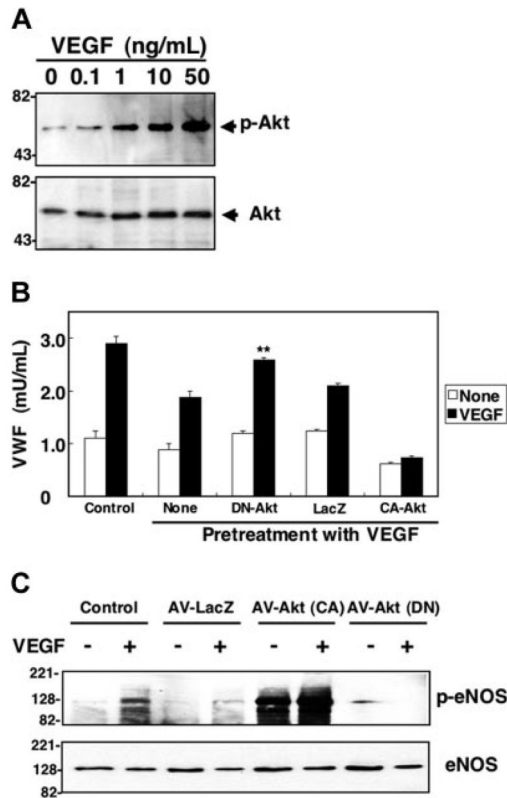 A
VEGF (ng/mL)
0 0.1 1 10 50
82-
p-Akt
43-
82
Akt
43-
B
VWF (mU/mL)
3.0
2.0
1.0
0
None
VEGF
** 
Control None DN-Akt LacZ CA-Akt
Pretreatment with VEGF
C
Control AV-LacZ AV-Akt (CA) AV-Akt (DN)
VEGF - + - + - + - +
221-
128-
82-
p-eNOS
221-
128-
82-
eNOS